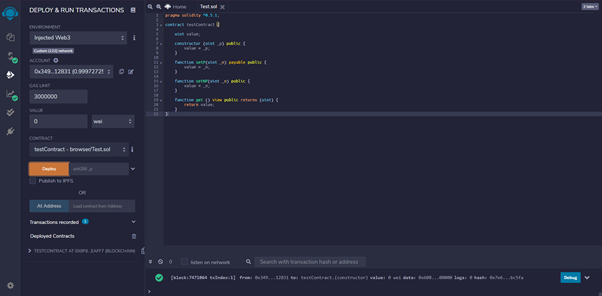 DEPLOY & RUN TRANSACTIONS
ENVIRONMENT
Injected Web3
Custom (222) network
ACCOUNT
0x349...12831 (0.9997272
GAS LIMIT
3000000
VALUE
0 wei
CONTRACT
testContract - browser/Test.sol
Deploy uint256 _p
Publish to IPFS
OR
At Address Load contract from Address
Transactions recorded 1
Deployed Contracts
TESTCONTRACT AT (BLOCKCHAIN)
Home Test.sol
pragma solidity ^0.5.1;
contract testContract {
uint value;
constructor (uint _p) public {
value = _p;
}
function setP(uint _n) payable public {
value = _n;
}
function setNP(uint _n) public {
value = _n;
}
function get () view public returns (uint) {
return value;
}
}
0 listen on network Search with transaction hash or address
[block:7471864 txIndex:1] from: 0x349...12831 to: testContract.(constructor) value: 0 wei data: 0x608...00000 logs: 0 hash: 0x7e6...bc5fa Debug
>